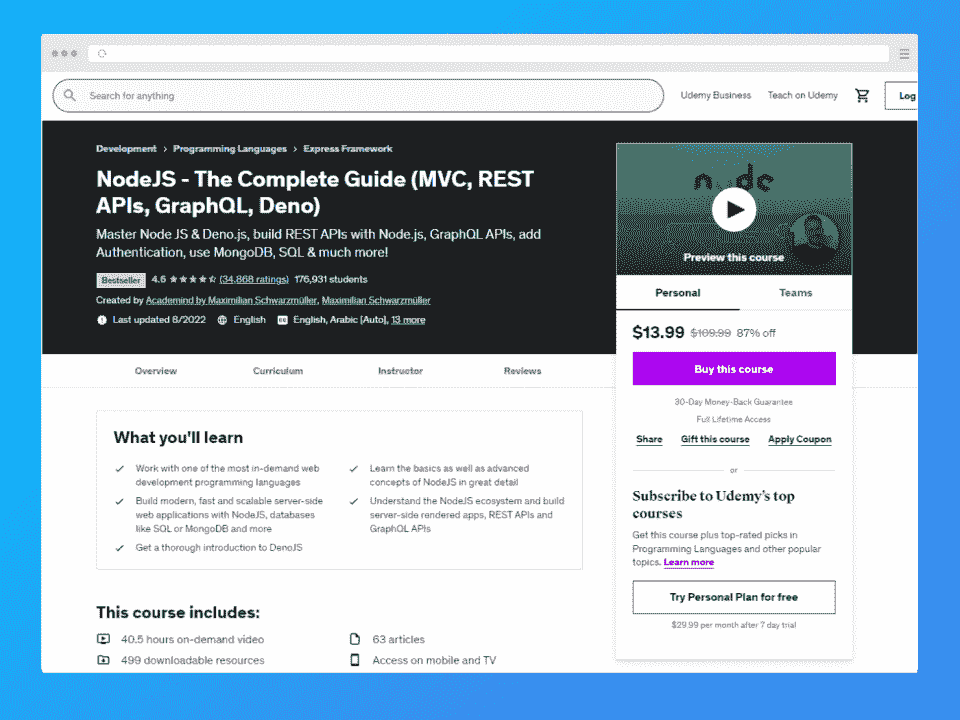 Search for anything
Udemy Business
Teach on Udemy
Log
Development > Programming Languages > Express Framework
NodeJS - The Complete Guide (MVC, REST
APIs, GraphQL, Deno)
Master Node JS & Deno.js, build REST APIs with Node.js, GraphQL APIs, add
Authentication, use MongoDB, SQL & much more!
Bestseller 4.6 (34,868 ratings) 176,931 students
Created by Academind by Maximilian Schwarzmüller, Maximilian Schwarzmüller
Last updated 8/2022 English English, Arabic [Auto], 13 more
node
Preview this course
Personal Teams
$13.99 $109.99 87% off
Buy this course
30-Day Money-Back Guarantee
Full Lifetime Access
Share Gift this course Apply Coupon
or
Subscribe to Udemy's top
courses
Get this course plus top-rated picks in
Programming Languages and other popular
topics. Learn more
Try Personal Plan for free
$29.99 per month after 7 day trial
Overview Curriculum Instructor Reviews
What you'll learn
Work with one of the most in-demand web
development programming languages
Build modern, fast and scalable server-side
web applications with NodeJS, databases
like SQL or MongoDB and more
Get a thorough introduction to DenoJS
Learn the basics as well as advanced
concepts of NodeJS in great detail
Understand the NodeJS ecosystem and build
server-side rendered apps, REST APIs and
GraphQL APIs
This course includes:
40.5 hours on-demand video
499 downloadable resources
63 articles
Access on mobile and TV